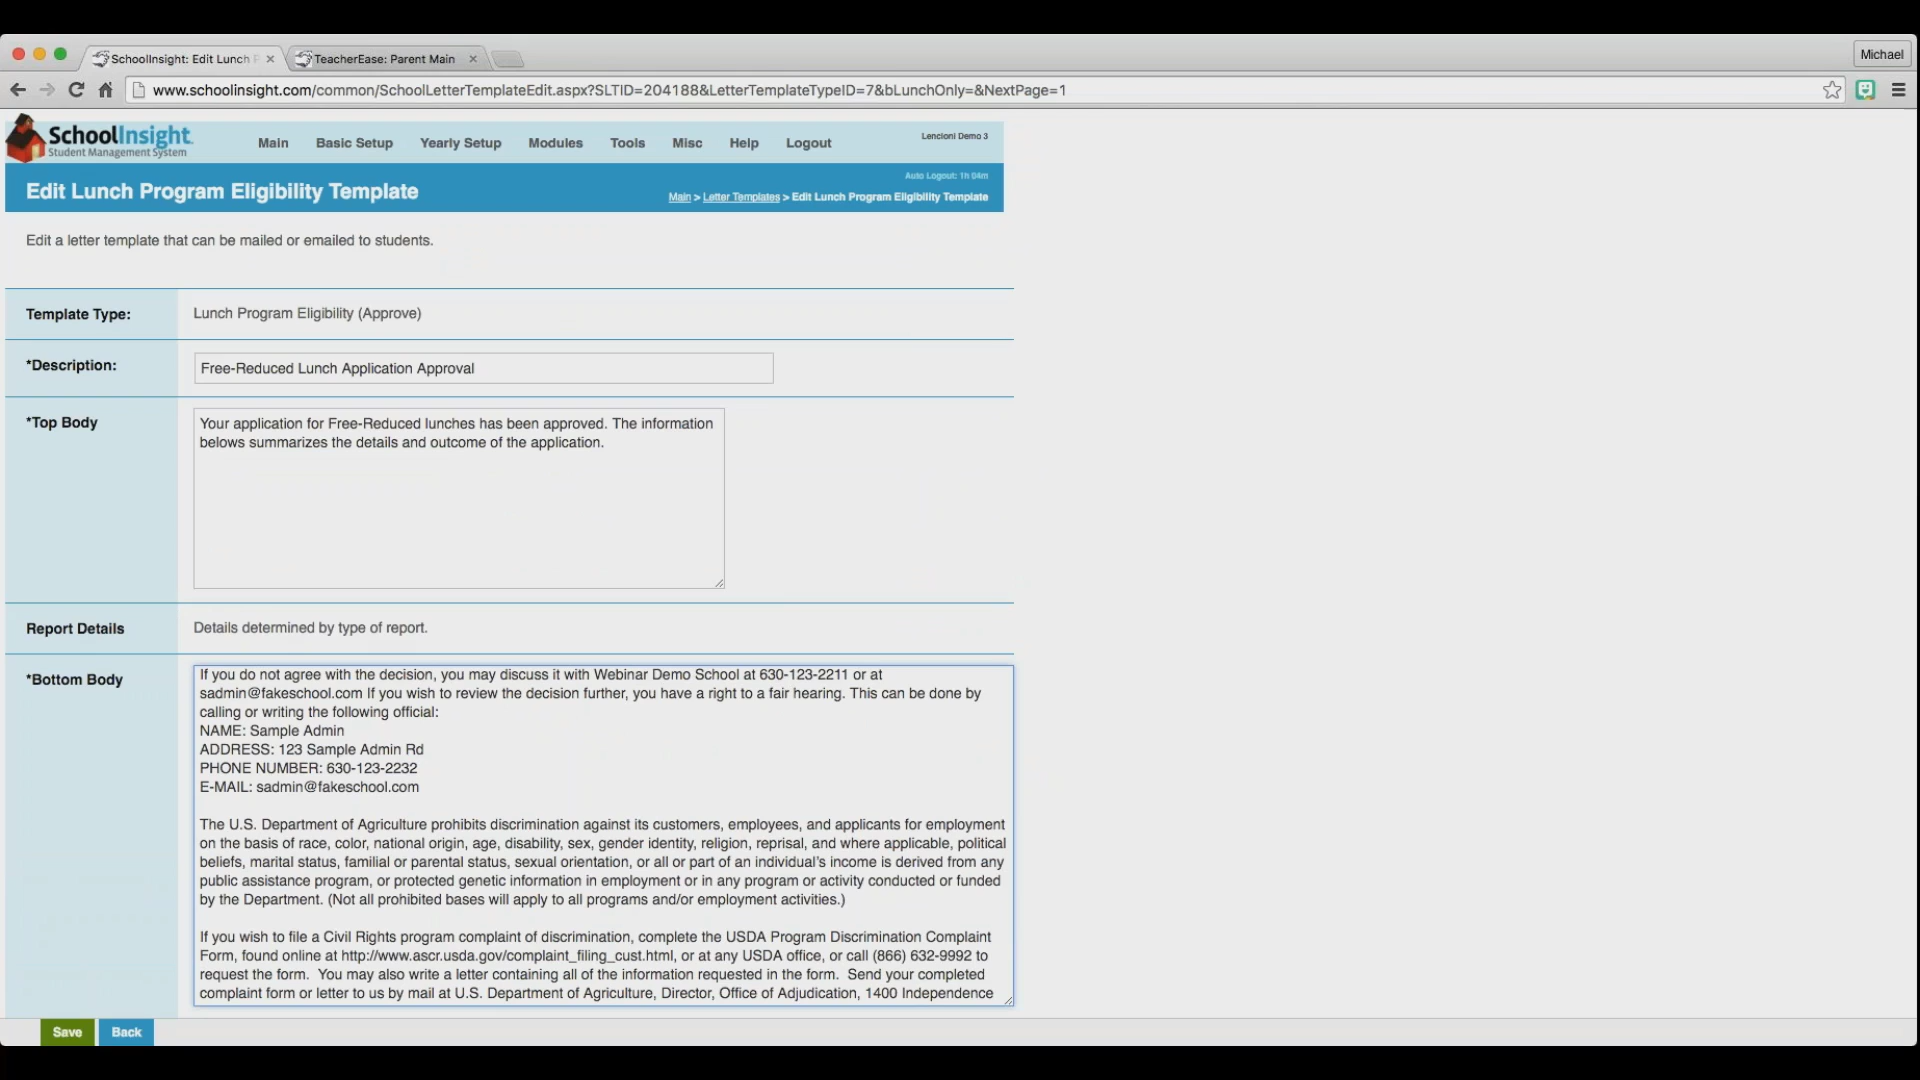 SchoolInsight: Edit Lunch P
TeacherEase: Parent Main
Michael
www.schoolinsight.com/common/SchoolLetterTemplateEdit.aspx?SLTID=204188&LetterTemplateTypeID=7&bLunchOnly=&NextPage=1
SchoolInsight
Student Management System
Main Basic Setup Yearly Setup Modules Tools Misc Help Logout
Lencioni Demo 3
Auto Logout: 1h 04m
Edit Lunch Program Eligibility Template
Main > Letter Templates > Edit Lunch Program Eligibility Template
Edit a letter template that can be mailed or emailed to students.
Template Type:
Lunch Program Eligibility (Approve)
*Description:
Free-Reduced Lunch Application Approval
*Top Body
Your application for Free-Reduced lunches has been approved. The information
belows summarizes the details and outcome of the application.
Report Details
Details determined by type of report.
*Bottom Body
If you do not agree with the decision, you may discuss it with Webinar Demo School at 630-123-2211 or at
sadmin@fakeschool.com If you wish to review the decision further, you have a right to a fair hearing. This can be done by
calling or writing the following official:
NAME: Sample Admin
ADDRESS: 123 Sample Admin Rd
PHONE NUMBER: 630-123-2232
E-MAIL: sadmin@fakeschool.com
The U.S. Department of Agriculture prohibits discrimination against its customers, employees, and applicants for employment
on the basis of race, color, national origin, age, disability, sex, gender identity, religion, reprisal, and where applicable, political
beliefs, marital status, familial or parental status, sexual orientation, or all or part of an individual's income is derived from any
public assistance program, or protected genetic information in employment or in any program or activity conducted or funded
by the Department. (Not all prohibited bases will apply to all programs and/or employment activities.)
If you wish to file a Civil Rights program complaint of discrimination, complete the USDA Program Discrimination Complaint
Form, found online at http://www.ascr.usda.gov/complaint_filing_cust.html, or at any USDA office, or call (866) 632-9992 to
request the form.  You may also write a letter containing all of the information requested in the form.  Send your completed
complaint form or letter to us by mail at U.S. Department of Agriculture, Director, Office of Adjudication, 1400 Independence
Save Back